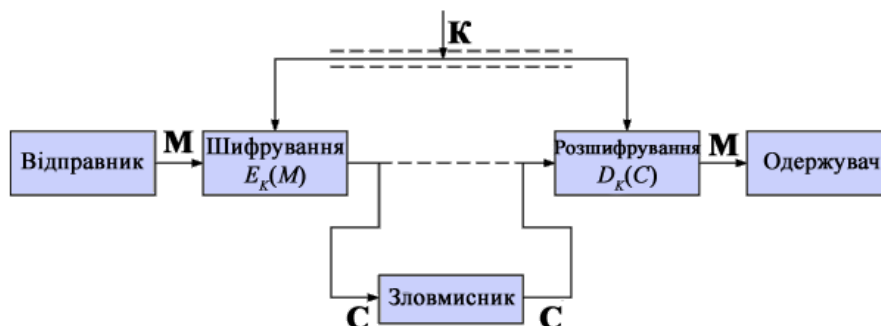 К
Відправник
М
Шифрування
E_K(M)
Розшифрування
D_K(C)
М
Одержувач
С
Зловмисник
С